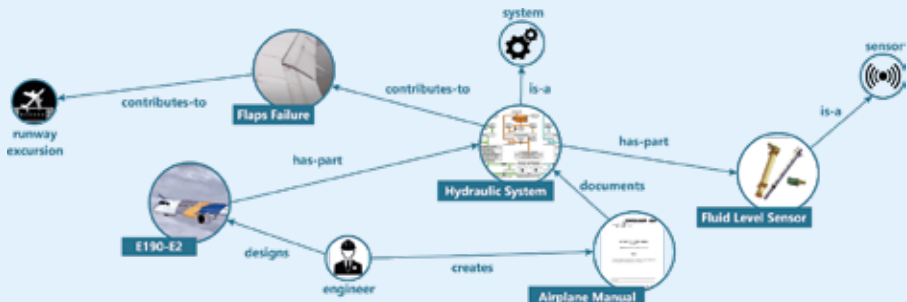 system
sensor
contributes-to
contributes-to
is-a
Flaps Failure
is-a
runway
excursion
has-part
has-part
Hydraulic System
documents
Fluid Level Sensor
E190-E2
designs
creates
engineer
Airplane Manual